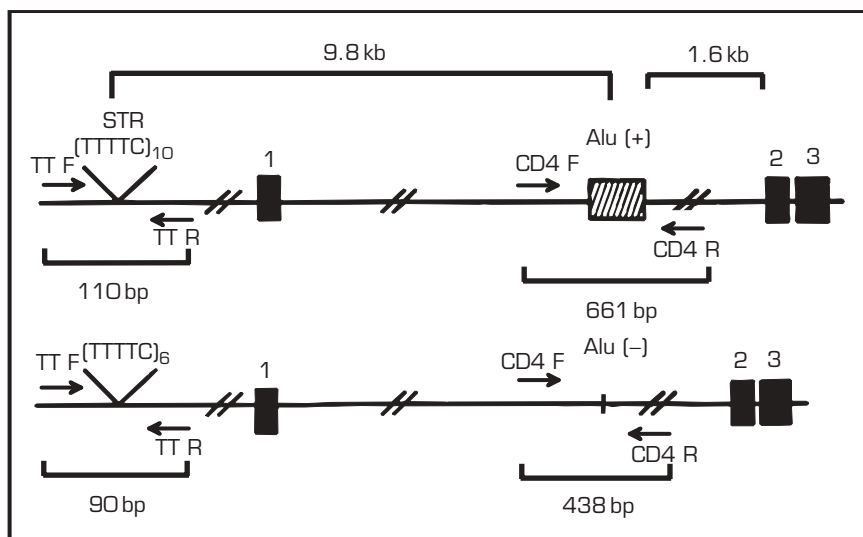 9.8 kb
1.6 kb
STR
(TTTTC)10
Alu (+)
TT F
1
CD4 F
2 3
TT R
CD4 R
110 bp
661 bp
Alu (–)
TT F
(TTTTC)6
1
CD4 F
2 3
TT R
CD4 R
90 bp
438 bp